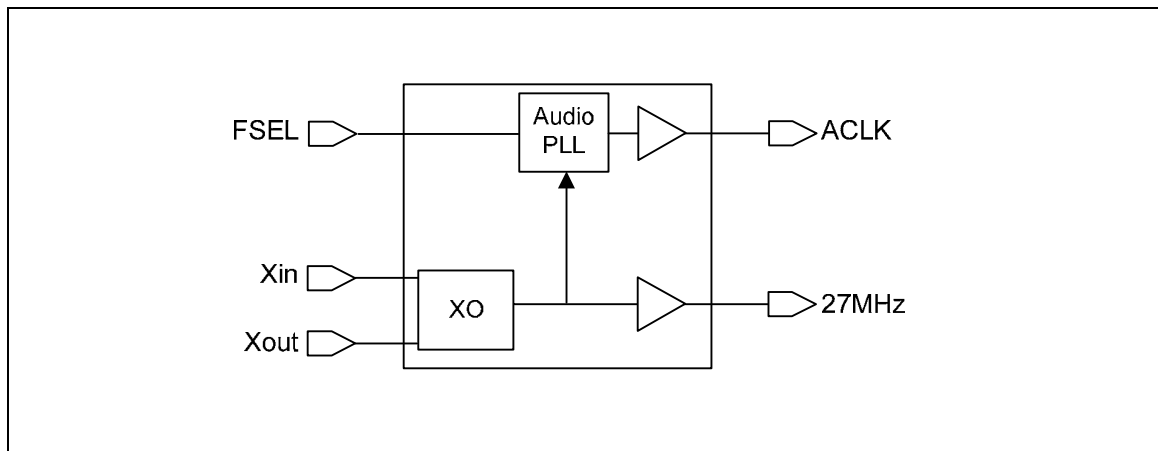 FSEL
Audio
PLL
ACLK
Xin
XO
27MHz
Xout